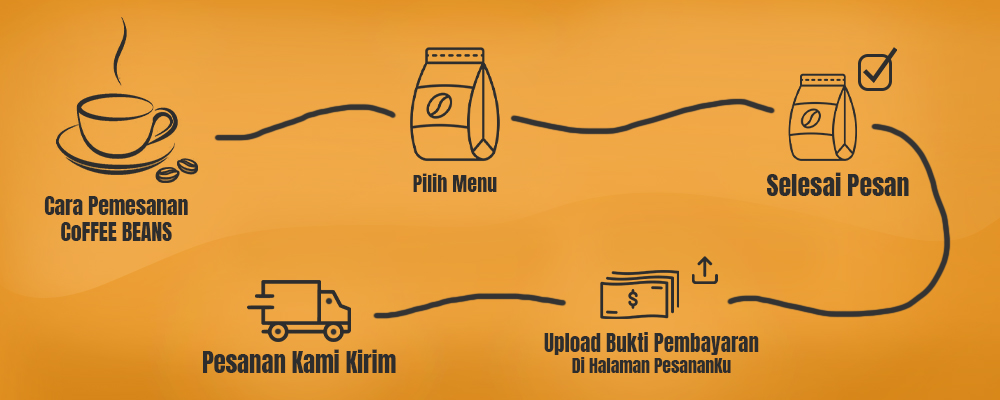 Cara Pemesanan
CoFFEE BEANS
Pilih Menu
Selesai Pesan
$
Upload Bukti Pembayaran
Di Halaman PesananKu
Pesanan Kami Kirim